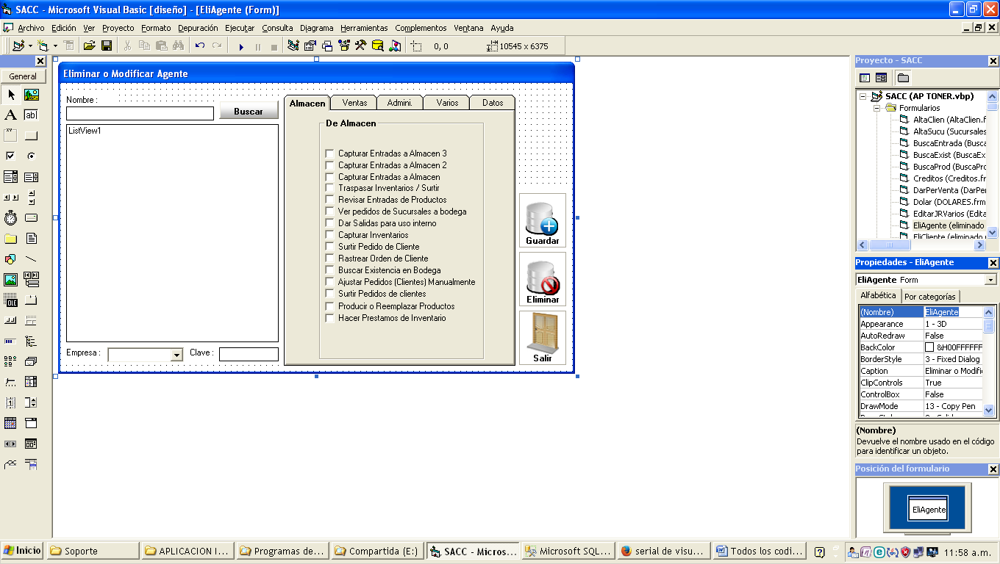 SACC - Microsoft Visual Basic [diseño] - [EliAgente (Form)]
Archivo Edición Ver Proyecto Formato Depuración Ejecutar Consulta Diagrama Herramientas Complementos Ventana Ayuda
0, 0 10545 x 6375
General
A ab|
xy
OLE
Eliminar o Modificar Agente
Nombre :
Buscar
ListView1
Empresa : Clave :
Almacen Ventas Admini. Varios Datos
De Almacen
Capturar Entradas a Almacen 3
Capturar Entradas a Almacen 2
Capturar Entradas a Almacen
Traspasar Inventarios / Surtir
Revisar Entradas de Productos
Ver pedidos de Sucursales a bodega
Dar Salidas para uso interno
Capturar Inventarios
Surtir Pedido de Cliente
Rastrear Orden de Cliente
Buscar Existencia en Bodega
Ajustar Pedidos (Clientes) Manualmente
Surtir Pedidos de clientes
Producir o Reemplazar Productos
Hacer Prestamos de Inventario
Guardar
Eliminar
Salir
Proyecto - SACC
SACC (AP TONER.vbp)
Formularios
AltaClien (AltaClien.f
AltaSucu (Sucursales
BuscaEntrada (Busca
BuscaExist (BuscaEx
BuscaProd (BuscaPro
Creditos (Creditos.fr
DarPerVenta (DarPer
Dolar (DOLARES.frm
EditarJRVarios (Edita
EliAgente (eliminado
EliCliente (eliminado
Propiedades - EliAgente
EliAgente Form
Alfabética Por categorías
(Nombre) EliAgente
Appearance 1 - 3D
AutoRedraw False
BackColor &H00FFFFFF
BorderStyle 3 - Fixed Dialog
Caption Eliminar o Modifi
ClipControls True
ControlBox False
DrawMode 13 - Copy Pen
(Nombre)
Devuelve el nombre usado en el código
para identificar un objeto.
Posición del formulario
EliAgente
Inicio Soporte APLICACION I... Programas de... Compartida (E:) SACC - Micros... Microsoft SQL... serial de visu... Todos los codi... 11:58 a.m.